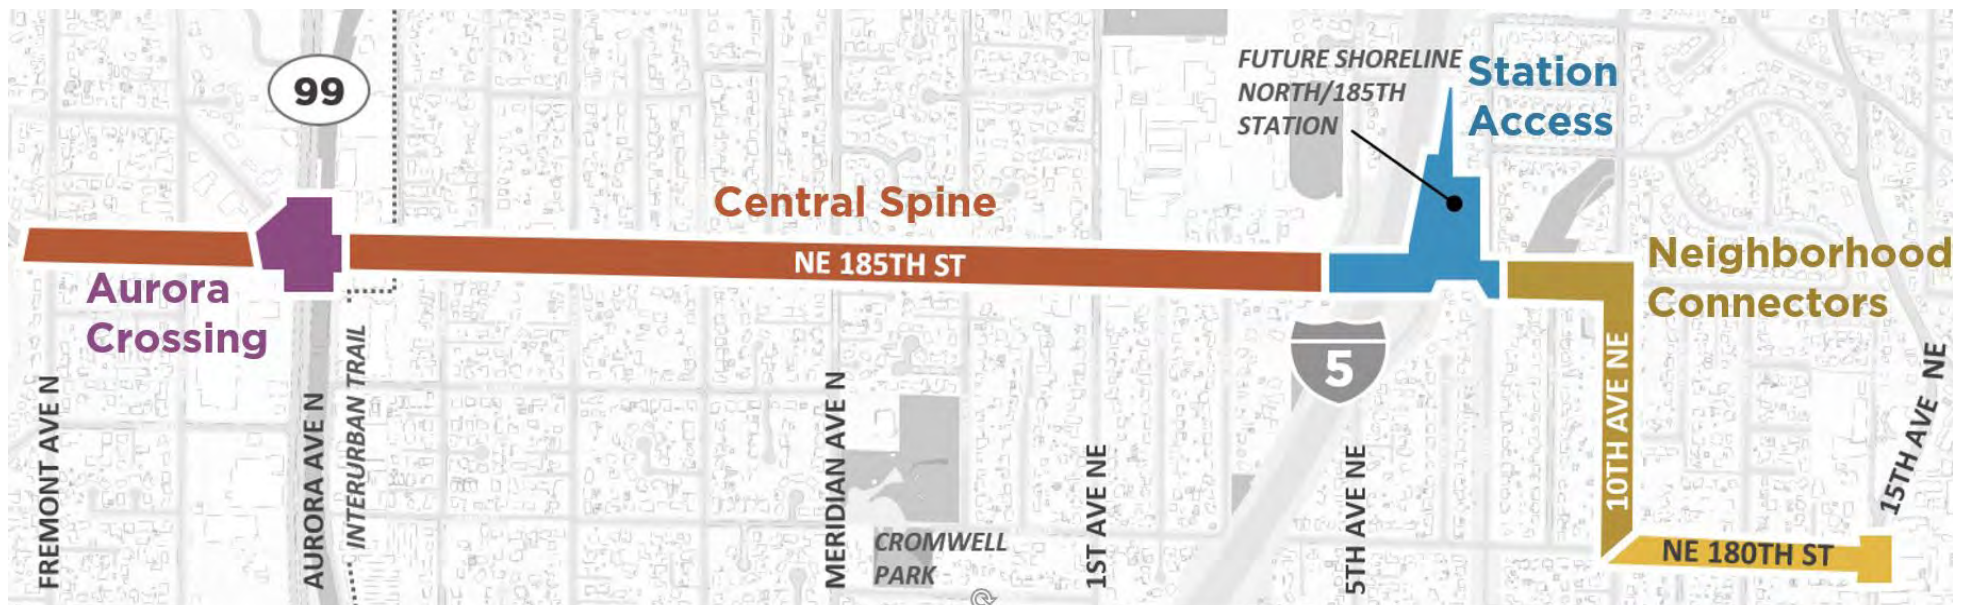 99
FUTURE SHORELINE
NORTH/185TH
STATION
Station
Access
Central Spine
NE 185TH ST
Neighborhood
Connectors
Aurora
Crossing
5
FREMONT AVE N
AURORA AVE N
INTERURBAN TRAIL
MERIDIAN AVE N
CROMWELL
PARK
1ST AVE NE
5TH AVE NE
10TH AVE NE
NE 180TH ST
15TH AVE NE